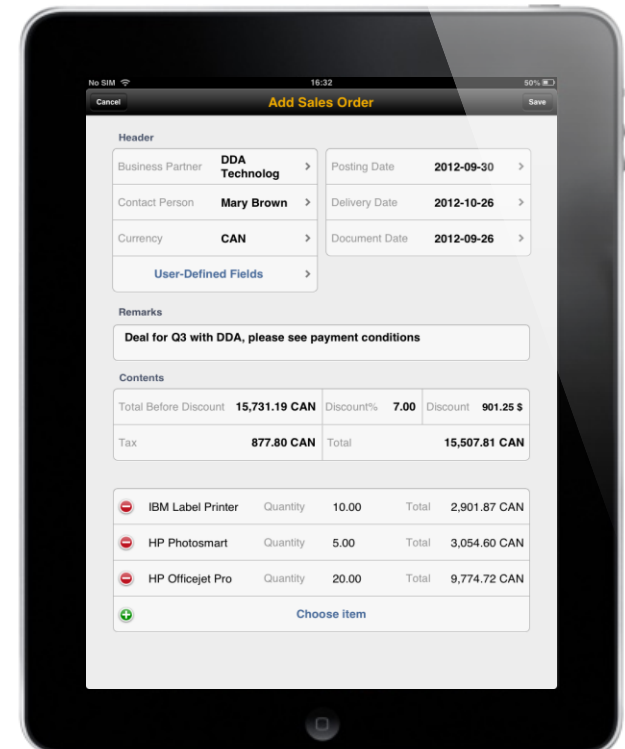 No SIM 16:32 50%
Cancel Add Sales Order Save
Header
Business Partner DDA Technolog
Contact Person Mary Brown
Currency CAN
User-Defined Fields
Posting Date 2012-09-30
Delivery Date 2012-10-26
Document Date 2012-09-26
Remarks
Deal for Q3 with DDA, please see payment conditions
Contents
Total Before Discount 15,731.19 CAN Discount% 7.00 Discount 901.25 $
Tax 877.80 CAN Total 15,507.81 CAN
IBM Label Printer Quantity 10.00 Total 2,901.87 CAN
HP Photosmart Quantity 5.00 Total 3,054.60 CAN
HP Officejet Pro Quantity 20.00 Total 9,774.72 CAN
Choose item